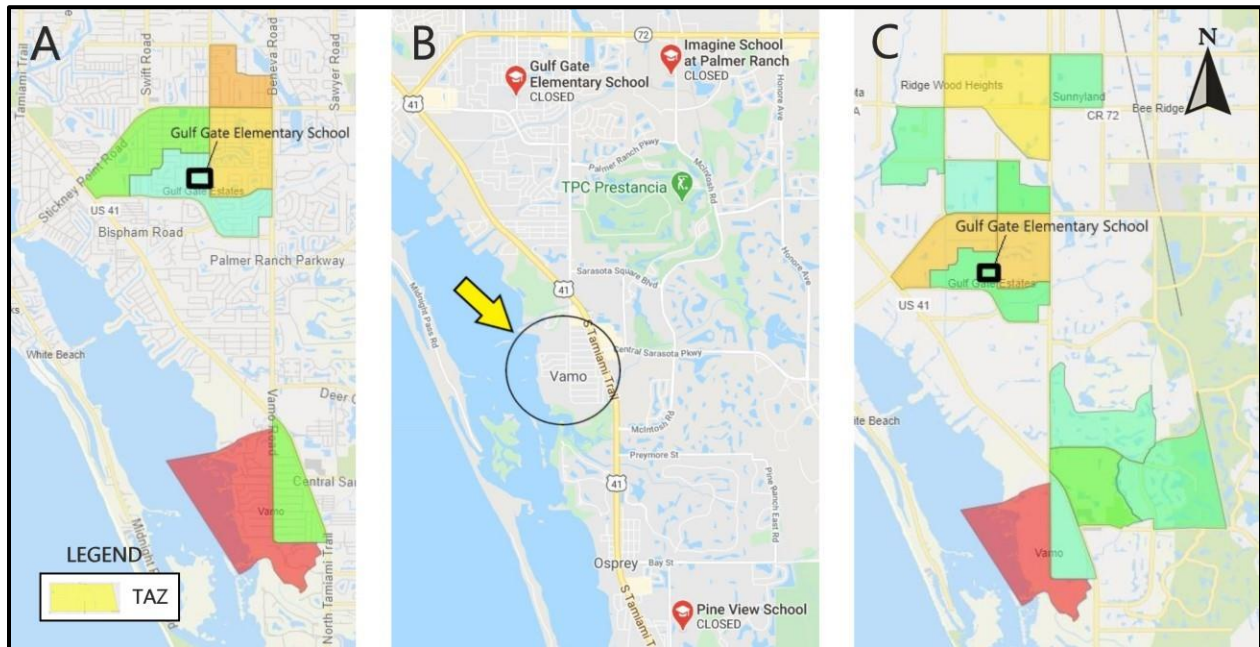 A
Tamiami Trail
Swift Road
Beneva Road
Sawyer Road
Gulf Gate Elementary School
Stickney Point Road
Gulf Gate Estates
US 41
Bispham Road
Palmer Ranch Parkway
White Beach
Deer
Vamo Road
Central
Vamo
Midnight
North Tamiami Trail
LEGEND
TAZ
B
72
Gulf Gate
Elementary School
CLOSED
Imagine School
at Palmer Ranch
CLOSED
41
Honore Ave
Palmer Ranch Pkwy
McIntosh Rd
TPC Prestancia
Honore Ave
Sarasota Square Blvd
Midnight Pass Rd
41
S Tamiami Trail
Central Sarasota Pkwy
Vamo
McIntosh Rd
Preymore St
41
Pine Ranch East Rd
Osprey
Bay St
S Tamiami
Pine View School
CLOSED
C
N
Ridge Wood Heights
Sunnyland
Bee Ridge
CR 72
Gulf Gate Elementary School
Gulf Gate Estates
US 41
ite Beach
Vamo